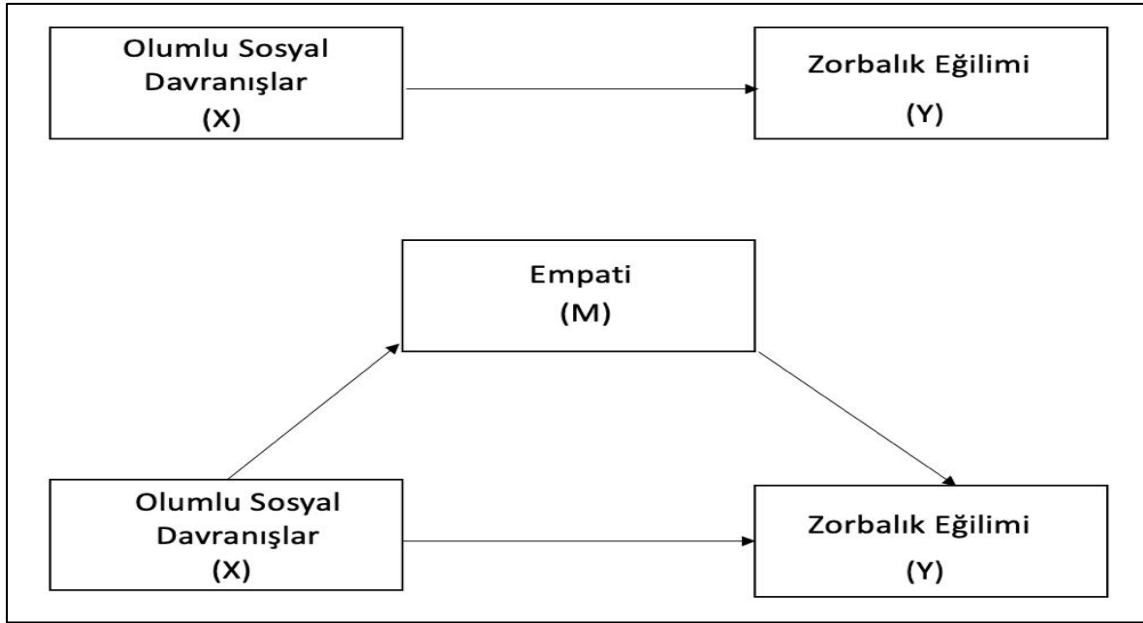 Olumlu Sosyal
Davranışlar
(X)
Zorbalık Eğilimi
(Y)
Empati
(M)
Olumlu Sosyal
Davranışlar
(X)
Zorbalık Eğilimi
(Y)